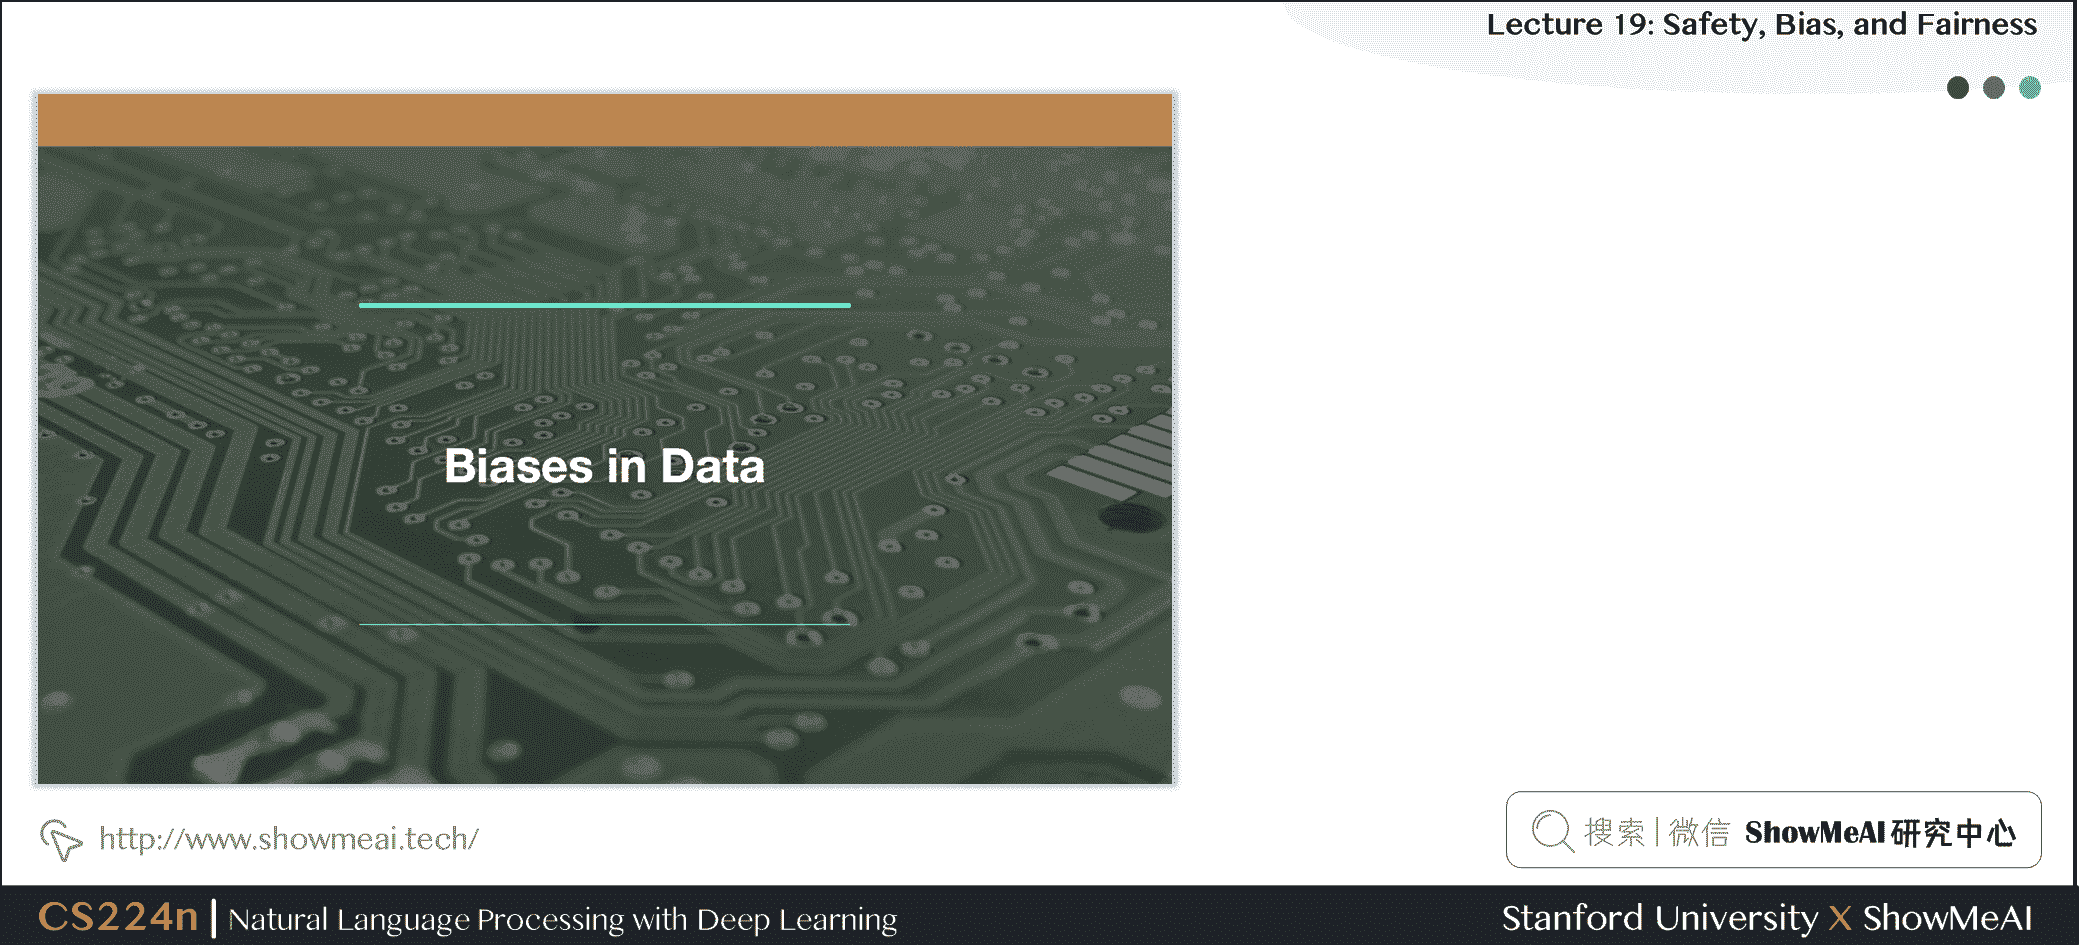 Lecture 19: Safety, Bias, and Fairness
Biases in Data
http://www.showmeai.tech/
搜索 | 微信 ShowMeAI 研究中心
CS224n | Natural Language Processing with Deep Learning
Stanford University X ShowMeAI